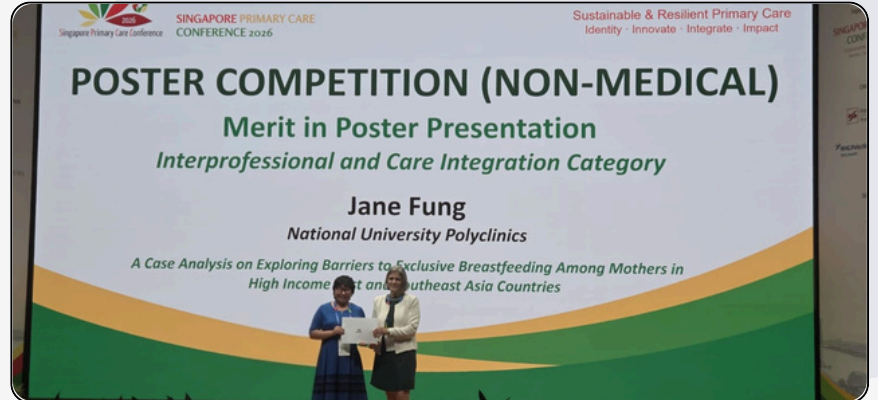 2026
Singapore Primary Care Conference
SINGAPORE PRIMARY CARE
CONFERENCE 2026
Sustainable & Resilient Primary Care
Identity · Innovate · Integrate · Impact
POSTER COMPETITION (NON-MEDICAL)
Merit in Poster Presentation
Interprofessional and Care Integration Category
Jane Fung
National University Polyclinics
A Case Analysis on Exploring Barriers to Exclusive Breastfeeding Among Mothers in
High Income and Countries